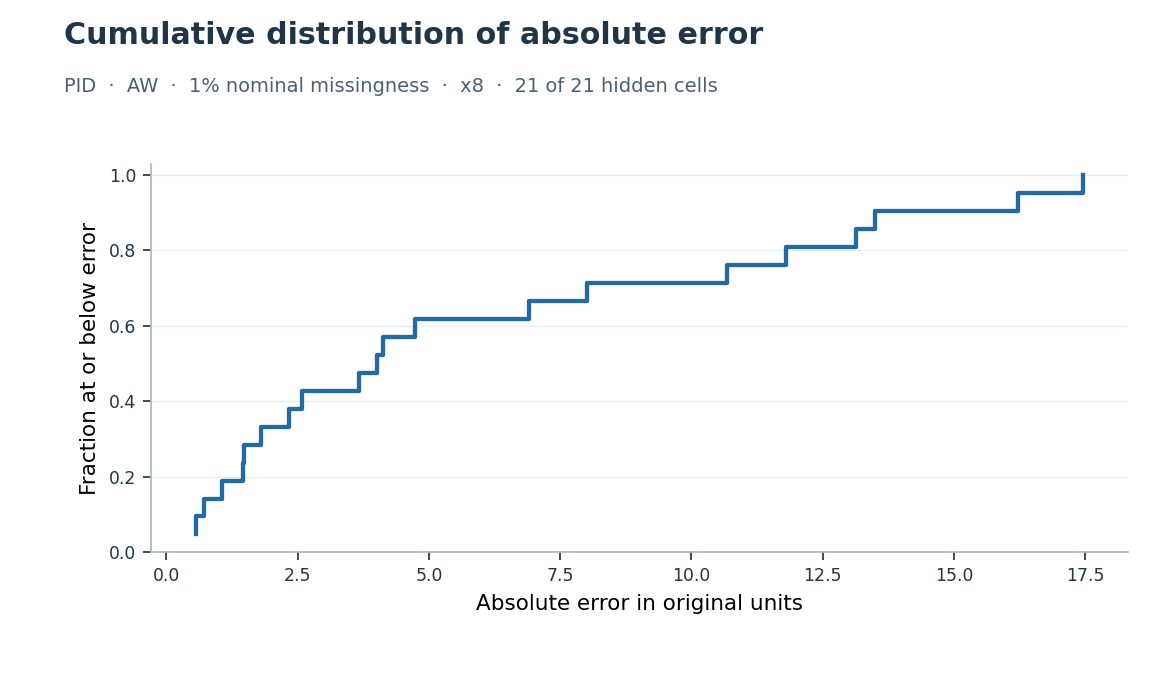 Cumulative distribution of absolute error
PID · AW · 1% nominal missingness · x8 · 21 of 21 hidden cells
Fraction at or below error
1.0
0.8
0.6
0.4
0.2
0.0
0.0 2.5 5.0 7.5 10.0 12.5 15.0 17.5
Absolute error in original units